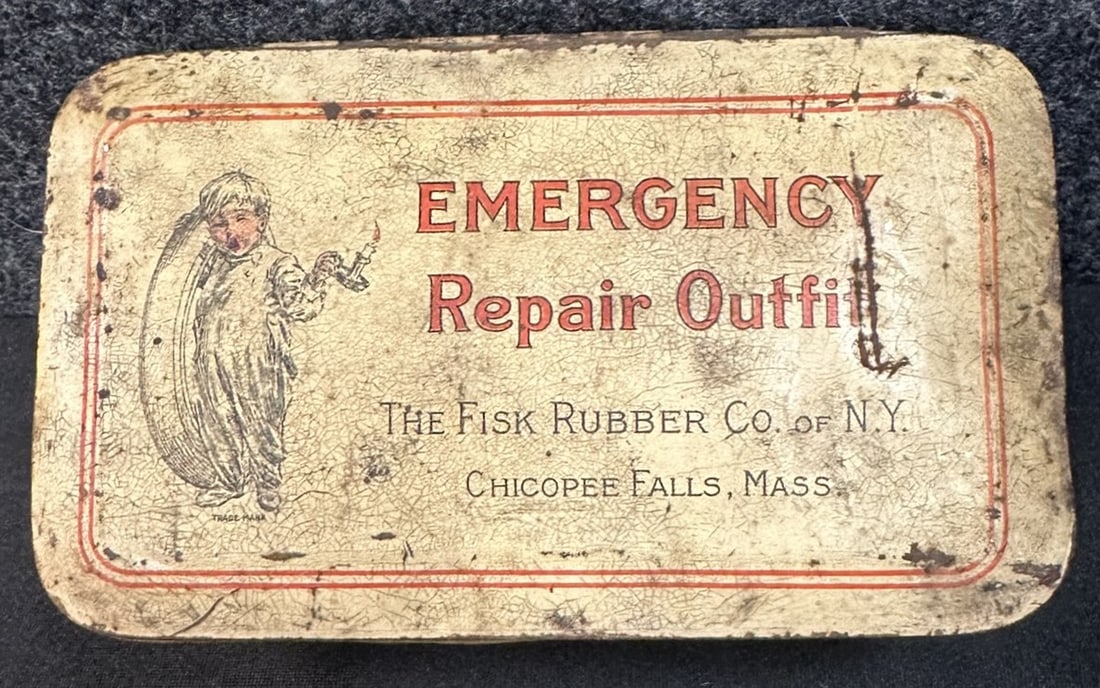 EMERGENCY
Repair Outfit
THE FISK RUBBER CO. OF N.Y.
CHICOPEE FALLS, MASS.
TRADE MARK